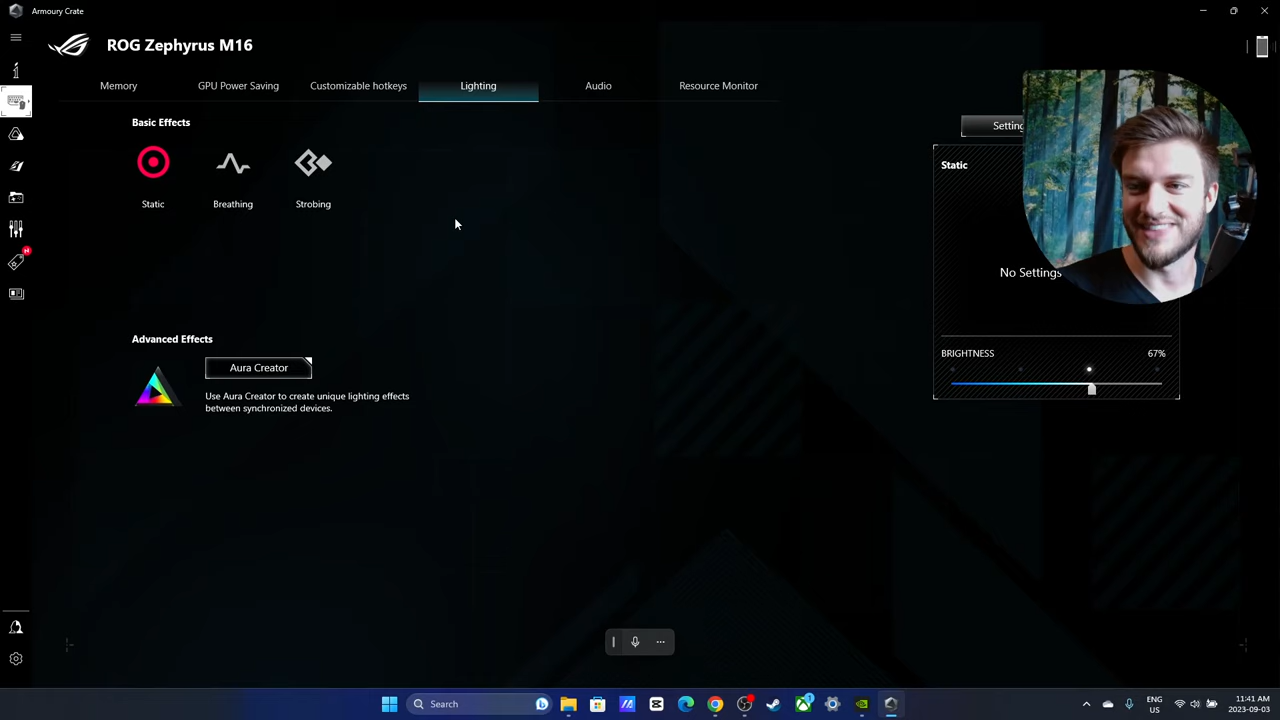 Armoury Crate
ROG Zephyrus M16
Memory
GPU Power Saving
Customizable hotkeys
Lighting
Audio
Resource Monitor
Basic Effects
Static
Breathing
Strobing
Setting
Static
No Settings
BRIGHTNESS 67%
Advanced Effects
Aura Creator
Use Aura Creator to create unique lighting effects
between synchronized devices.
Search
ENG
US
11:41 AM
2023-09-03